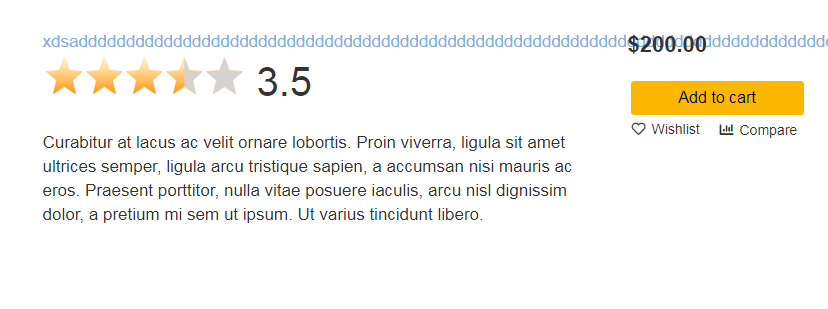 $200.00
3.5
Add to cart
Wishlist Compare
Curabitur at lacus ac velit ornare lobortis. Proin viverra, ligula sit amet
ultrices semper, ligula arcu tristique sapien, a accumsan nisi mauris ac
eros. Praesent porttitor, nulla vitae posuere iaculis, arcu nisl dignissim
dolor, a pretium mi sem ut ipsum. Ut varius tincidunt libero.